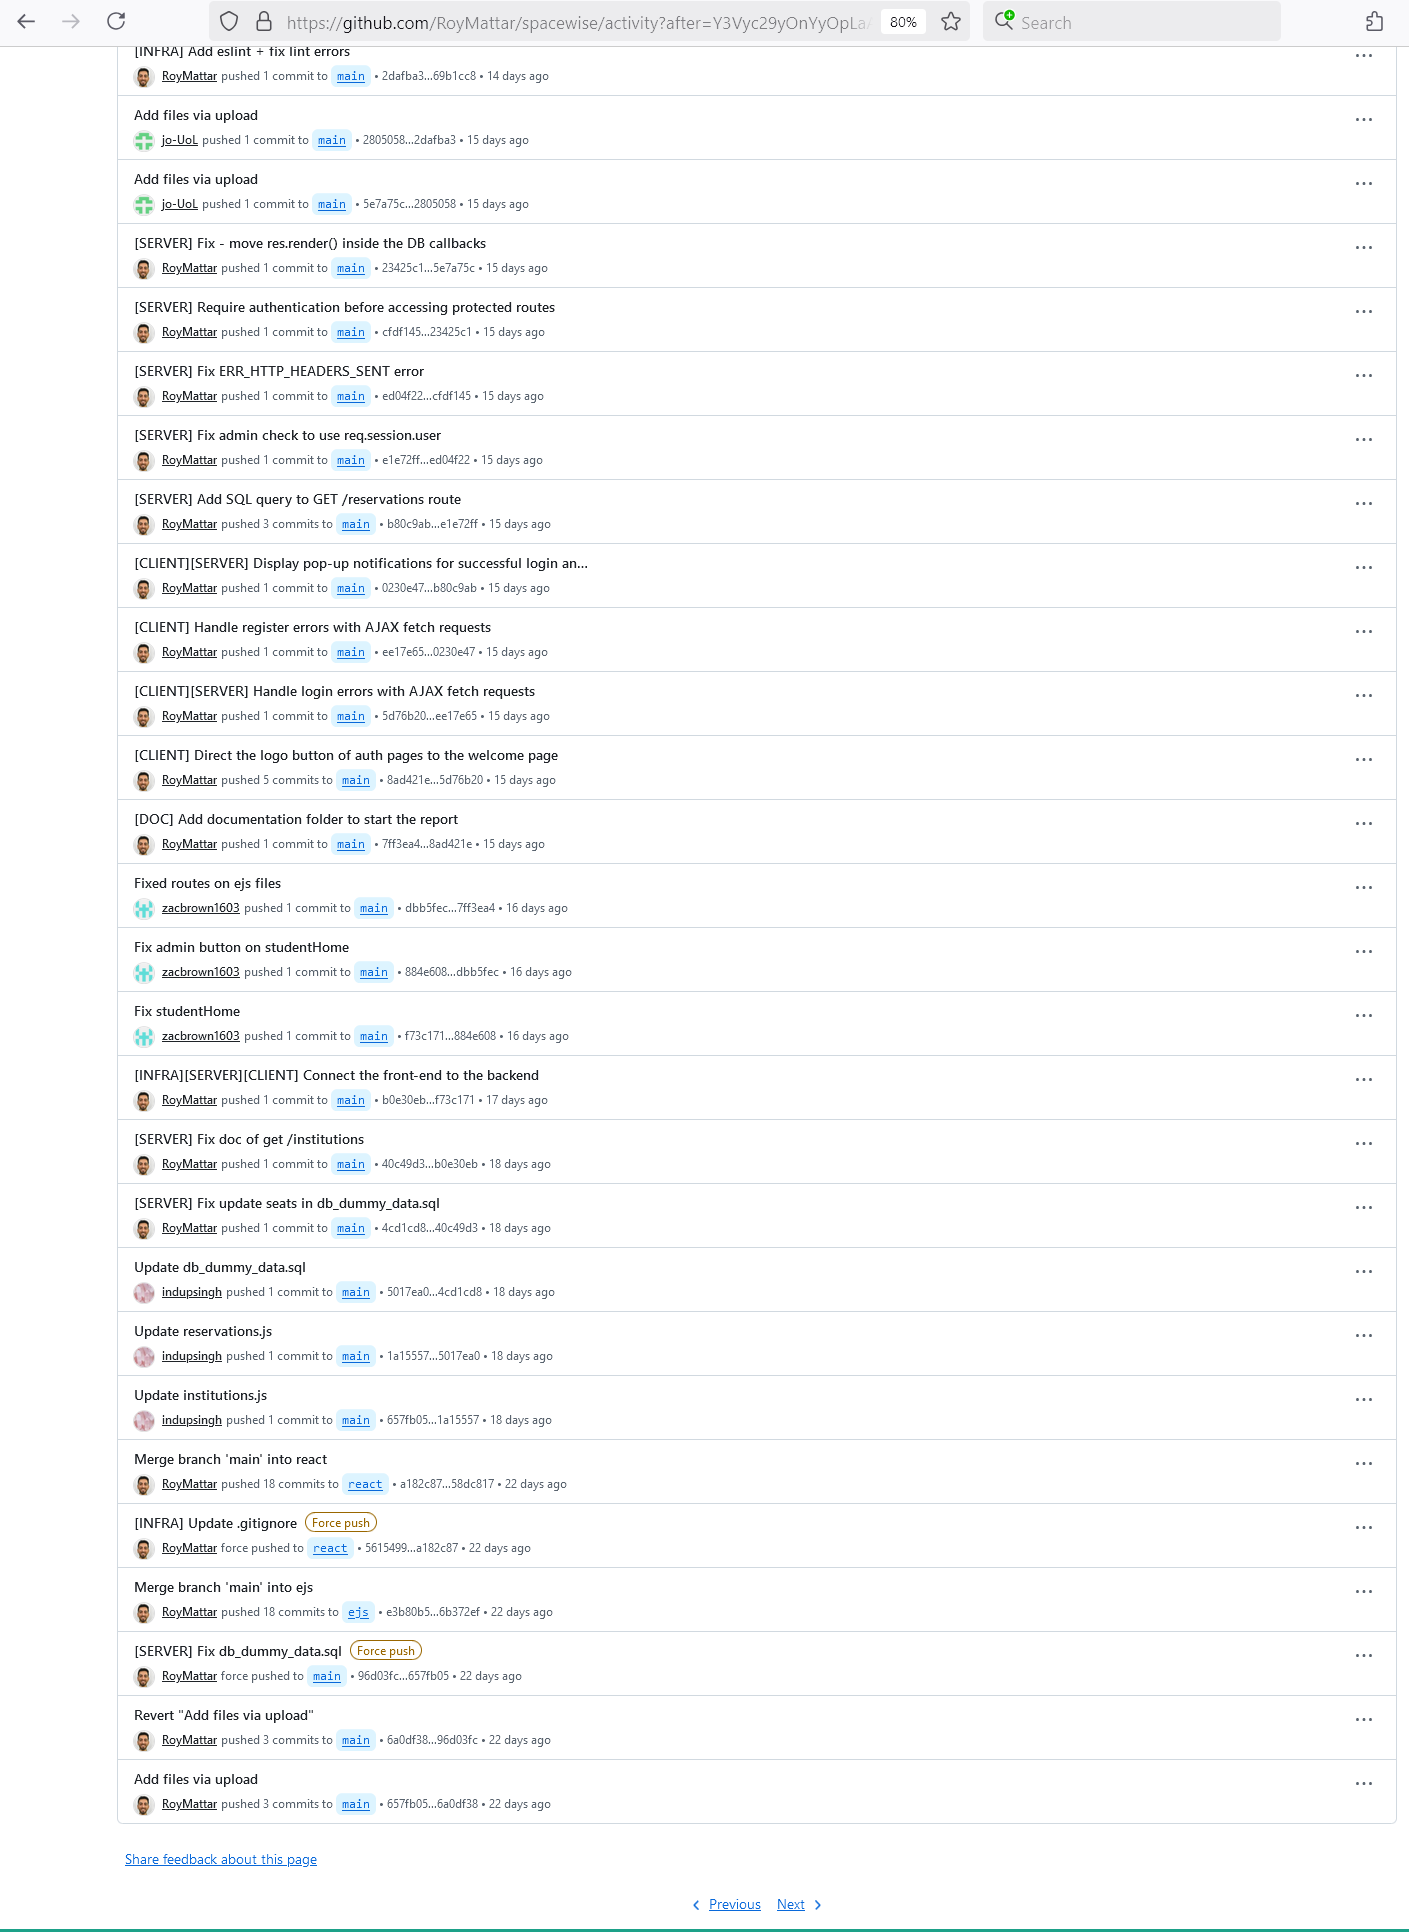 https://github.com/RoyMattar/spacewise/activity?after=Y3Vyc29yOnYyOpLa
80%
Search
[INFRA] Add eslint + fix lint errors
RoyMattar pushed 1 commit to main • 2dafba3...69b1cc8 • 14 days ago
Add files via upload
jo-UoL pushed 1 commit to main • 2805058...2dafba3 • 15 days ago
Add files via upload
jo-UoL pushed 1 commit to main • 5e7a75c...2805058 • 15 days ago
[SERVER] Fix - move res.render() inside the DB callbacks
RoyMattar pushed 1 commit to main • 23425c1...5e7a75c • 15 days ago
[SERVER] Require authentication before accessing protected routes
RoyMattar pushed 1 commit to main • cfdf145...23425c1 • 15 days ago
[SERVER] Fix ERR_HTTP_HEADERS_SENT error
RoyMattar pushed 1 commit to main • ed04f22...cfdf145 • 15 days ago
[SERVER] Fix admin check to use req.session.user
RoyMattar pushed 1 commit to main • e1e72ff...ed04f22 • 15 days ago
[SERVER] Add SQL query to GET /reservations route
RoyMattar pushed 3 commits to main • b80c9ab...e1e72ff • 15 days ago
[CLIENT][SERVER] Display pop-up notifications for successful login an...
RoyMattar pushed 1 commit to main • 0230e47...b80c9ab • 15 days ago
[CLIENT] Handle register errors with AJAX fetch requests
RoyMattar pushed 1 commit to main • ee17e65...0230e47 • 15 days ago
[CLIENT][SERVER] Handle login errors with AJAX fetch requests
RoyMattar pushed 1 commit to main • 5d76b20...ee17e65 • 15 days ago
[CLIENT] Direct the logo button of auth pages to the welcome page
RoyMattar pushed 5 commits to main • 8ad421e...5d76b20 • 15 days ago
[DOC] Add documentation folder to start the report
RoyMattar pushed 1 commit to main • 7ff3ea4...8ad421e • 15 days ago
Fixed routes on ejs files
zacbrown1603 pushed 1 commit to main • dbb5fec...7ff3ea4 • 16 days ago
Fix admin button on studentHome
zacbrown1603 pushed 1 commit to main • 884e608...dbb5fec • 16 days ago
Fix studentHome
zacbrown1603 pushed 1 commit to main • f73c171...884e608 • 16 days ago
[INFRA][SERVER][CLIENT] Connect the front-end to the backend
RoyMattar pushed 1 commit to main • b0e30eb...f73c171 • 17 days ago
[SERVER] Fix doc of get /institutions
RoyMattar pushed 1 commit to main • 40c49d3...b0e30eb • 18 days ago
[SERVER] Fix update seats in db_dummy_data.sql
RoyMattar pushed 1 commit to main • 4cd1cd8...40c49d3 • 18 days ago
Update db_dummy_data.sql
indupsingh pushed 1 commit to main • 5017ea0...4cd1cd8 • 18 days ago
Update reservations.js
indupsingh pushed 1 commit to main • 1a15557...5017ea0 • 18 days ago
Update institutions.js
indupsingh pushed 1 commit to main • 657fb05...1a15557 • 18 days ago
Merge branch 'main' into react
RoyMattar pushed 18 commits to react • a182c87...58dc817 • 22 days ago
[INFRA] Update .gitignore Force push
RoyMattar force pushed to react • 5615499...a182c87 • 22 days ago
Merge branch 'main' into ejs
RoyMattar pushed 18 commits to ejs • e3b80b5...6b372ef • 22 days ago
[SERVER] Fix db_dummy_data.sql Force push
RoyMattar force pushed to main • 96d03fc...657fb05 • 22 days ago
Revert "Add files via upload"
RoyMattar pushed 3 commits to main • 6a0df38...96d03fc • 22 days ago
Add files via upload
RoyMattar pushed 3 commits to main • 657fb05...6a0df38 • 22 days ago
Share feedback about this page
Previous Next